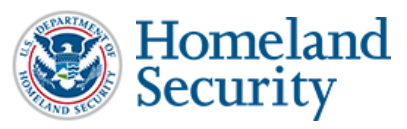 U.S. DEPARTMENT OF
HOMELAND SECURITY
Homeland
Security